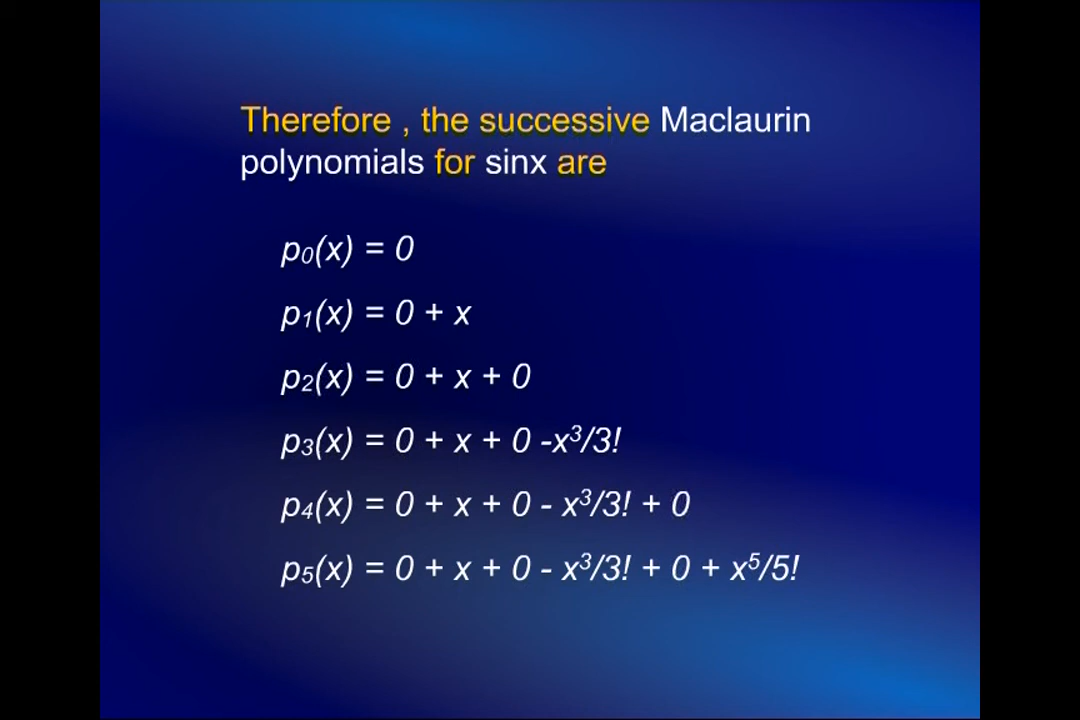 Therefore , the successive Maclaurin
polynomials for sinx are
p₀(x) = 0
p₁(x) = 0 + x
p₂(x) = 0 + x + 0
p₃(x) = 0 + x + 0 -x³/3!
p₄(x) = 0 + x + 0 - x³/3! + 0
p₅(x) = 0 + x + 0 - x³/3! + 0 + x⁵/5!